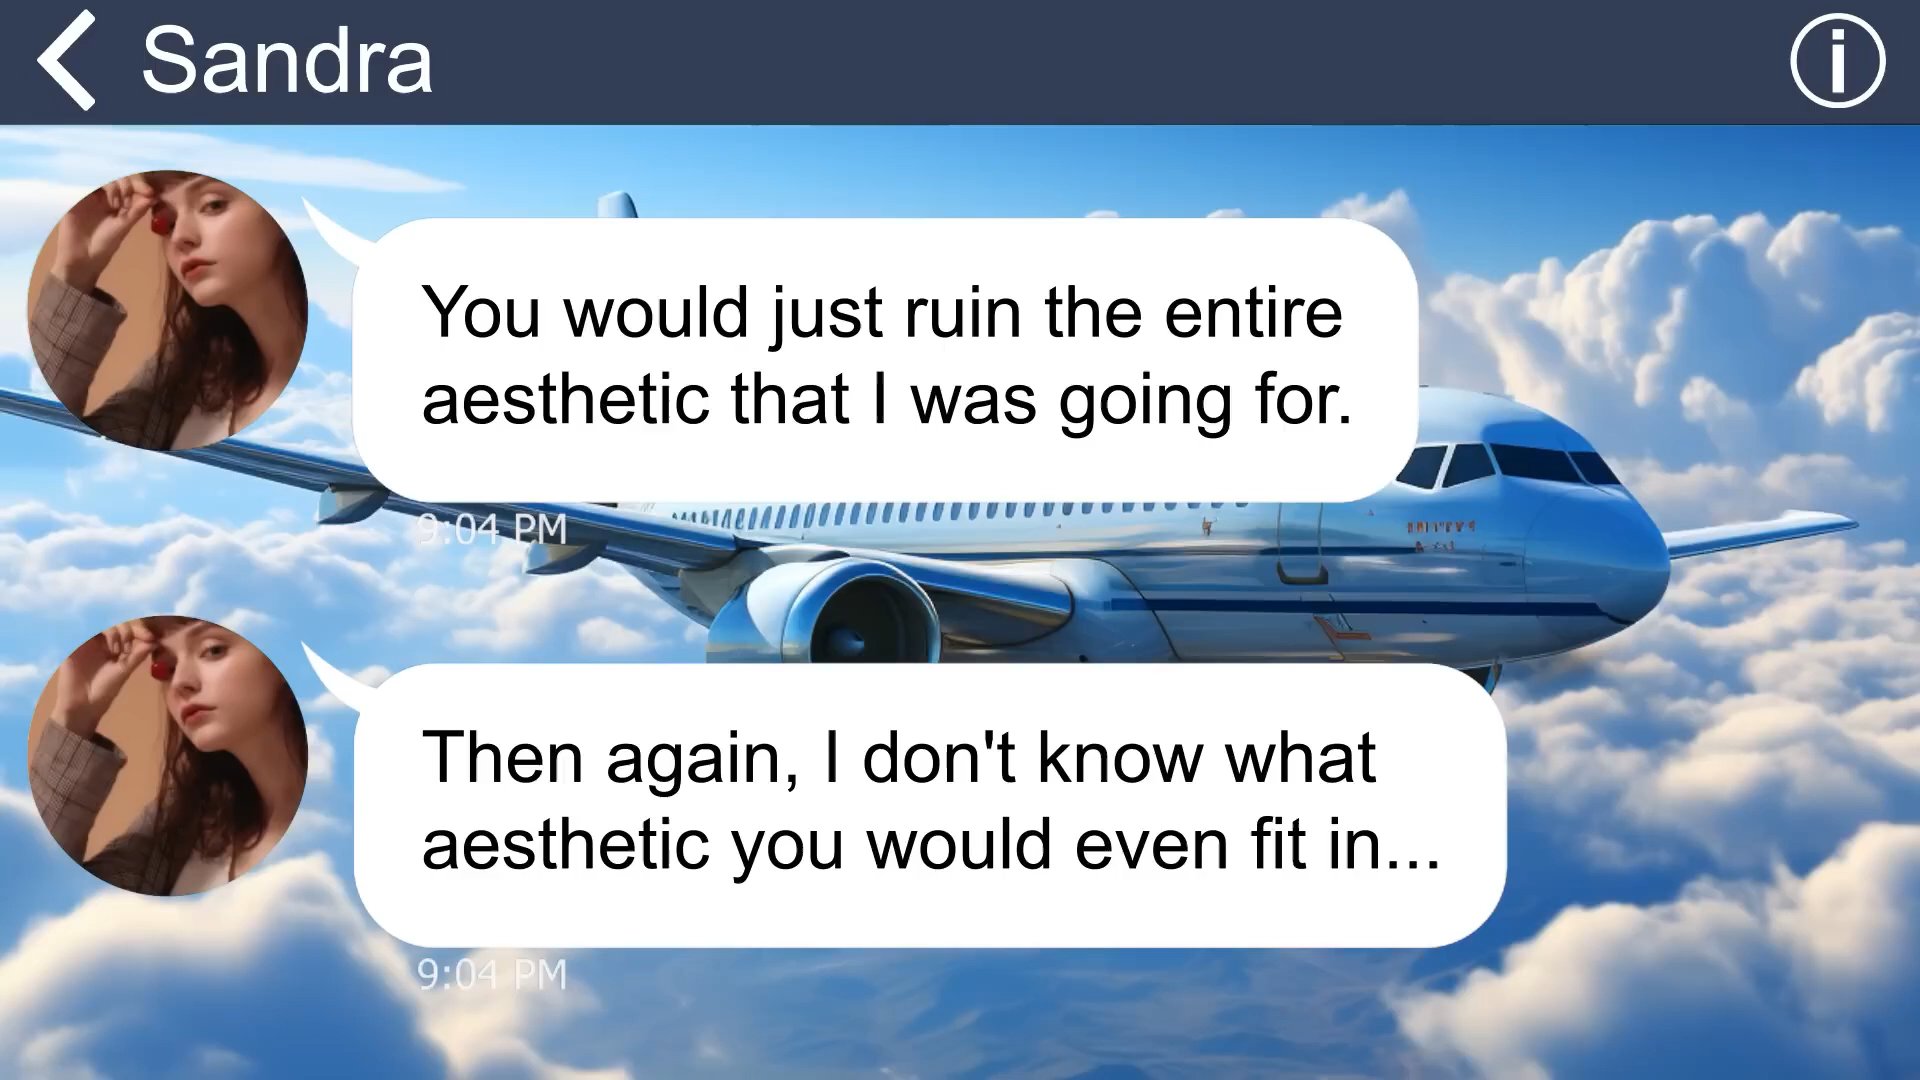 Sandra
You would just ruin the entire
aesthetic that I was going for.
9:04 PM
Then again, I don't know what
aesthetic you would even fit in...
9:04 PM